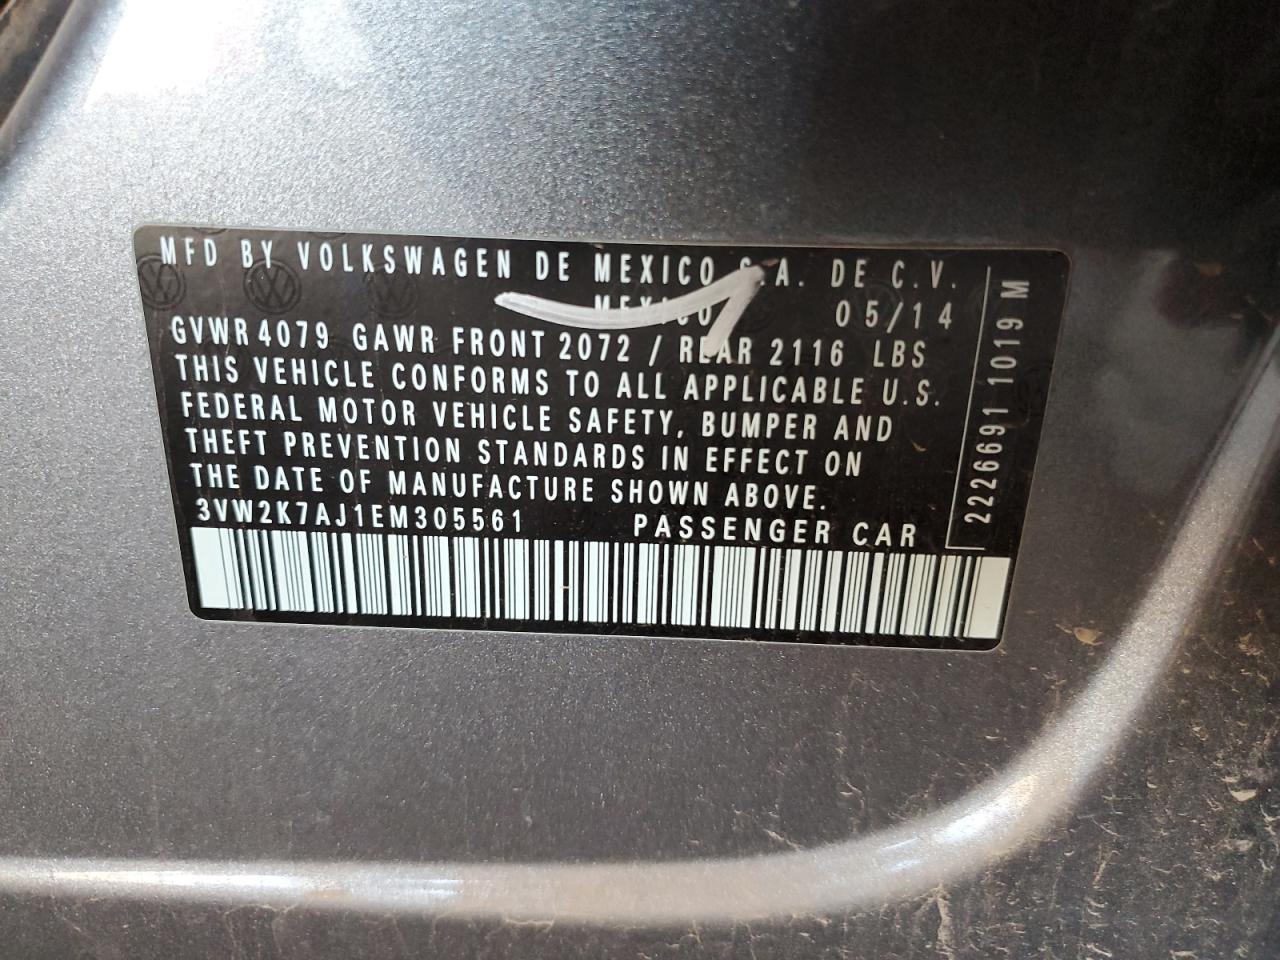 MFD BY VOLKSWAGEN DE MEXICO S.A. DE C.V.
MEXICO 05/14
GVWR 4079 GAWR FRONT 2072 / REAR 2116 LBS
THIS VEHICLE CONFORMS TO ALL APPLICABLE U.S.
FEDERAL MOTOR VEHICLE SAFETY, BUMPER AND
THEFT PREVENTION STANDARDS IN EFFECT ON
THE DATE OF MANUFACTURE SHOWN ABOVE.
3VW2K7AJ1EM305561 PASSENGER CAR
2226691 1019 M